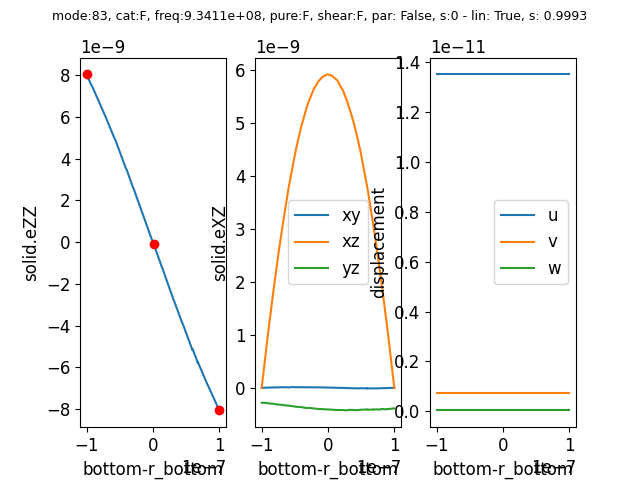 mode:83, cat:F, freq:9.3411e+08, pure:F, shear:F, par: False, s:0 - lin: True, s: 0.9993
1e−9
8
6
4
2
0
−2
−4
−6
−8
solid.eZZ
−1 0 1
1e−7
bottom-r_bottom
1e−9
6
5
4
3
2
1
0
solid.eXZ
xy
xz
yz
−1 0 1
1e−7
bottom-r_bottom
1e−11
1.4
1.2
1.0
0.8
0.6
0.4
0.2
0.0
displacement
u
v
w
−1 0 1
1e−7
bottom-r_bottom